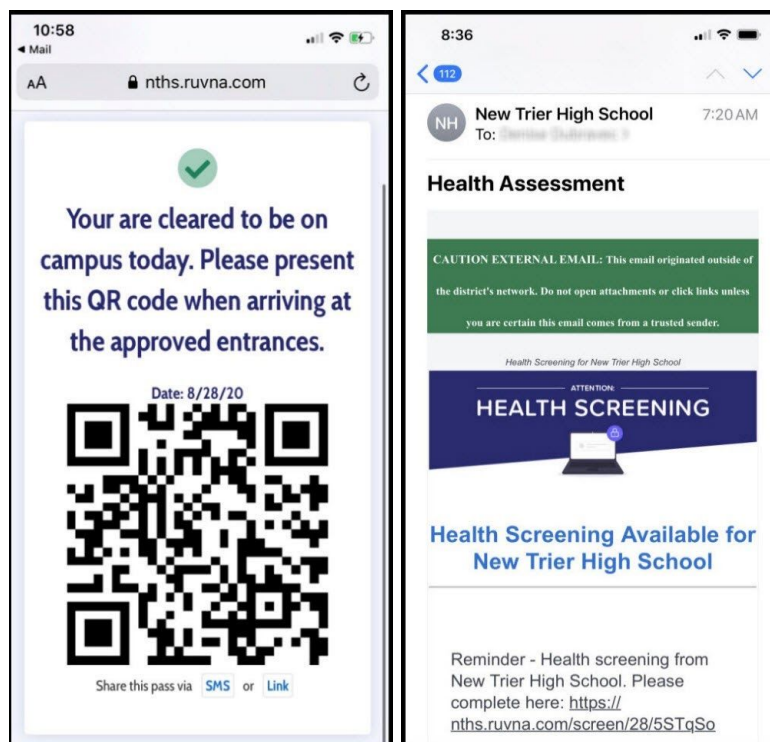 10:58
Mail
AA
nths.ruvna.com
Your are cleared to be on
campus today. Please present
this QR code when arriving at
the approved entrances.
Date: 8/28/20
Share this pass via SMS or Link
8:36
112
NH
New Trier High School
7:20 AM
To:
Health Assessment
CAUTION EXTERNAL EMAIL: This email originated outside of
the district's network. Do not open attachments or click links unless
you are certain this email comes from a trusted sender.
Health Screening for New Trier High School
ATTENTION:
HEALTH SCREENING
Health Screening Available for
New Trier High School
Reminder - Health screening from
New Trier High School. Please
complete here: https://
nths.ruvna.com/screen/28/5STqSo